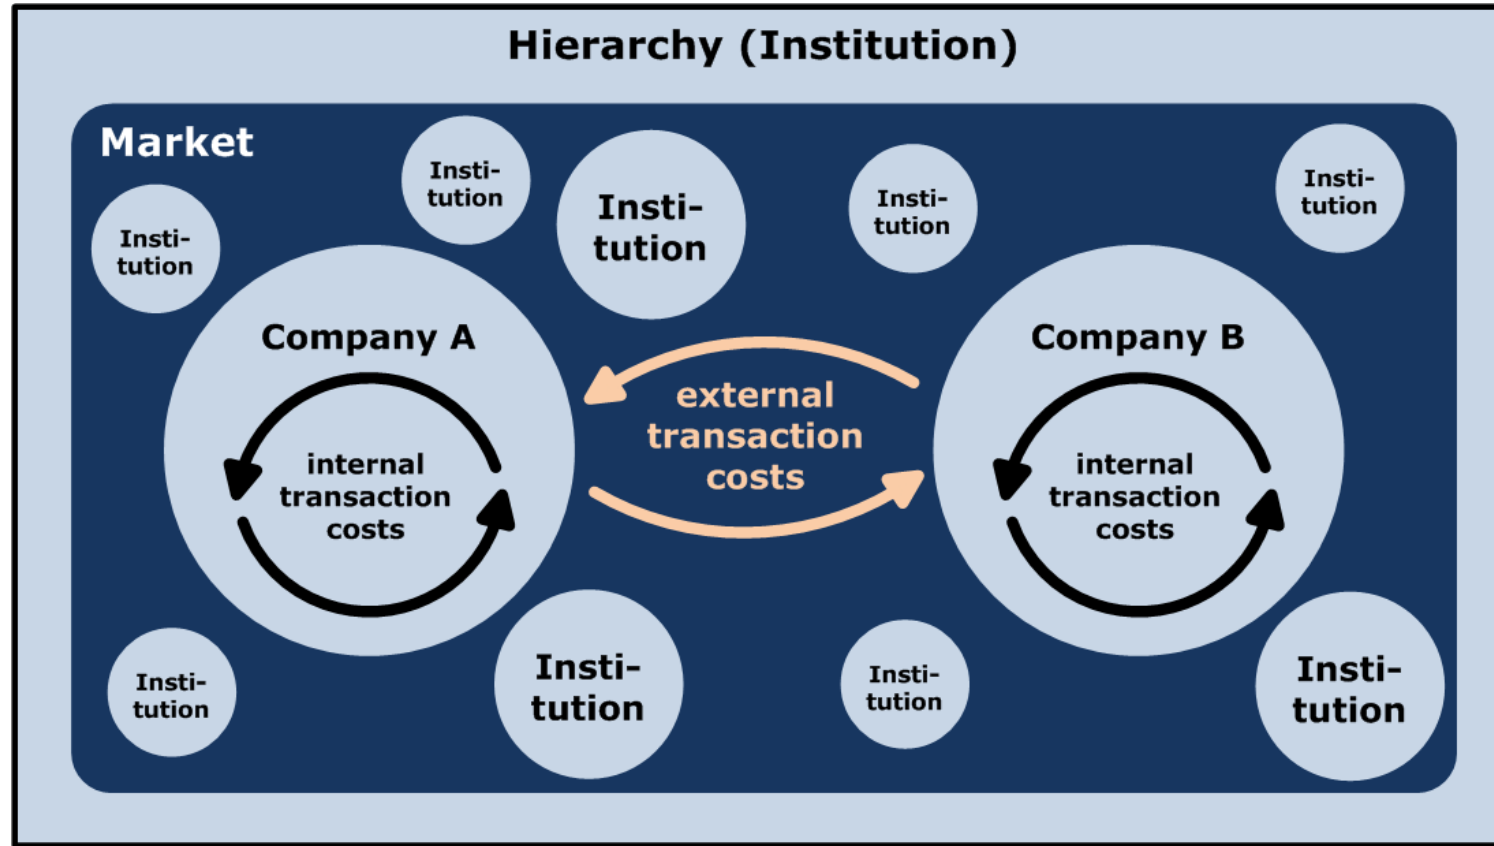 Hierarchy (Institution)
Market
Insti-
tution
Insti-
tution
Insti-
tution
Insti-
tution
Insti-
tution
Company A
internal
transaction
costs
external
transaction
costs
Company B
internal
transaction
costs
Insti-
tution
Insti-
tution
Insti-
tution
Insti-
tution